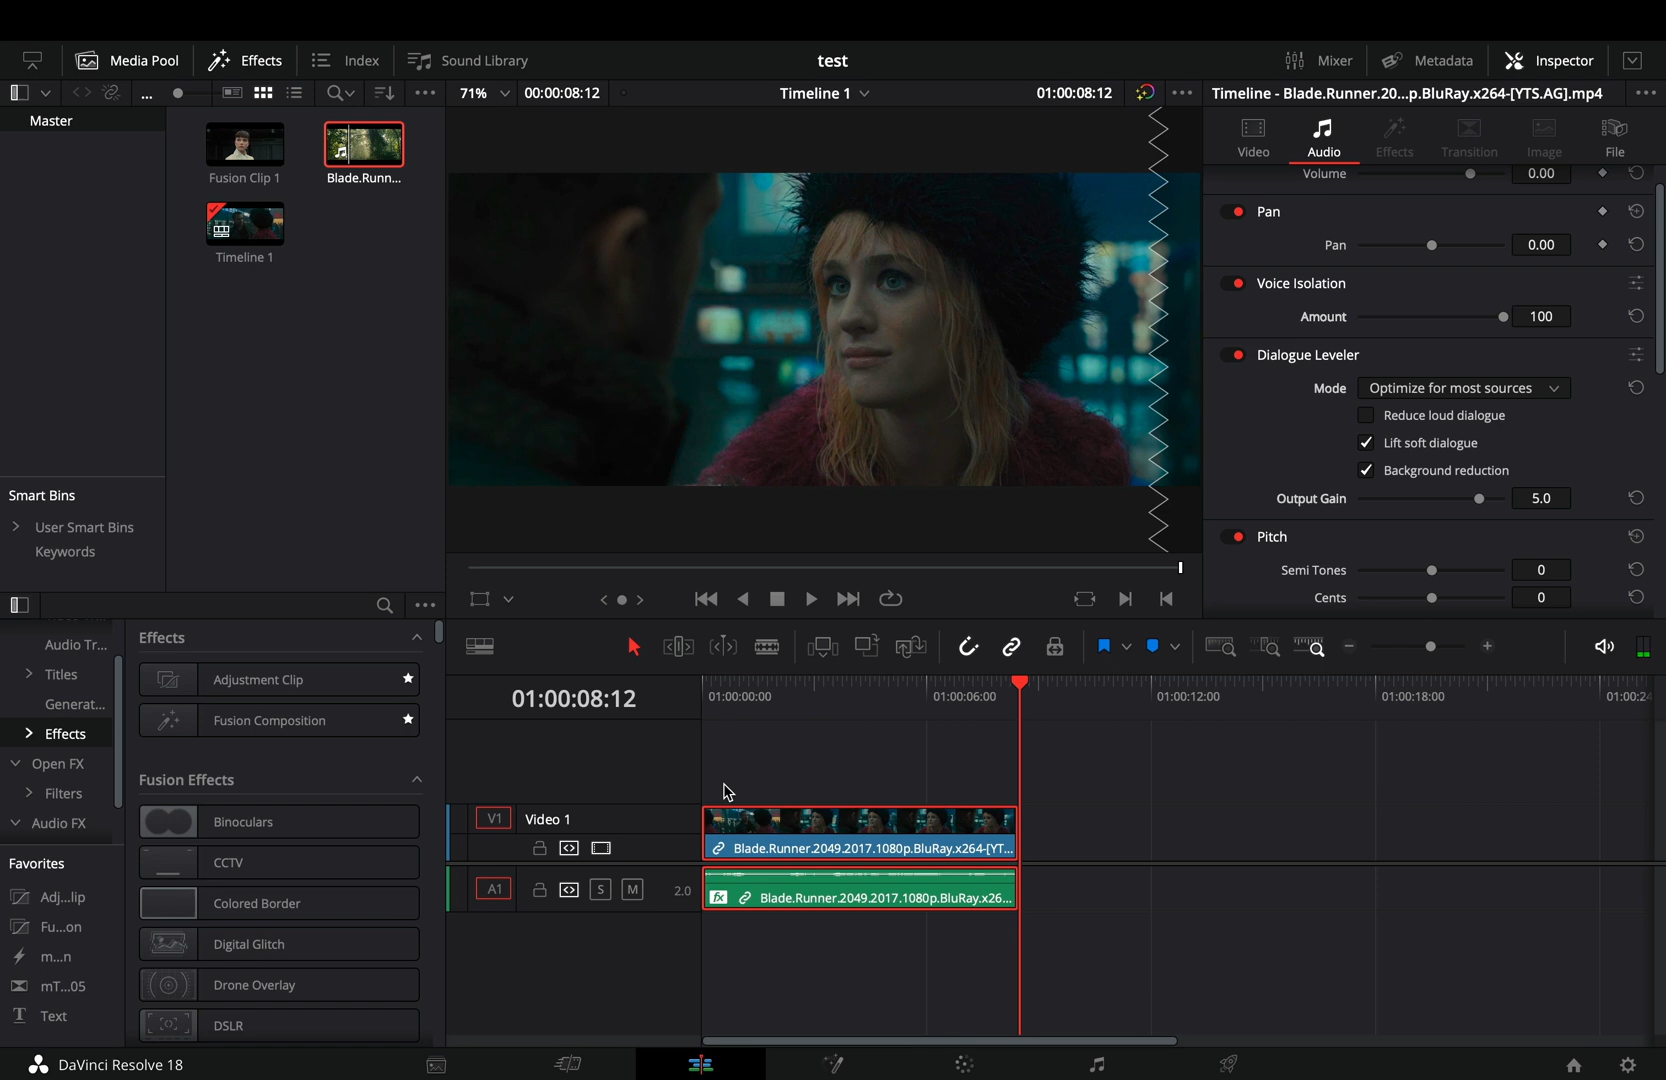 Media Pool Effects Index Sound Library test Mixer Metadata Inspector
... 71% 00:00:08:12 Timeline 1 01:00:08:12 Timeline - Blade.Runner.20...p.BluRay.x264-[YTS.AG].mp4
Master
Fusion Clip 1 Blade.Runn...
Timeline 1
Video Audio Effects Transition Image File
Volume 0.00
Pan
Pan 0.00
Voice Isolation
Amount 100
Dialogue Leveler
Mode Optimize for most sources
Reduce loud dialogue
Lift soft dialogue
Background reduction
Output Gain 5.0
Pitch
Semi Tones 0
Cents 0
Smart Bins
User Smart Bins
Keywords
Audio Tr...
Titles
Generat...
Effects
Open FX
Filters
Audio FX
Favorites
Adj...lip
Fu...on
m...n
mT...05
Text
Effects
Adjustment Clip
Fusion Composition
Fusion Effects
Binoculars
CCTV
Colored Border
Digital Glitch
Drone Overlay
DSLR
01:00:08:12 01:00:00:00 01:00:06:00 01:00:12:00 01:00:18:00 01:00:24
V1 Video 1
Blade.Runner.2049.2017.1080p.BluRay.x264-[YT...
A1 S M 2.0
fx Blade.Runner.2049.2017.1080p.BluRay.x26...
DaVinci Resolve 18